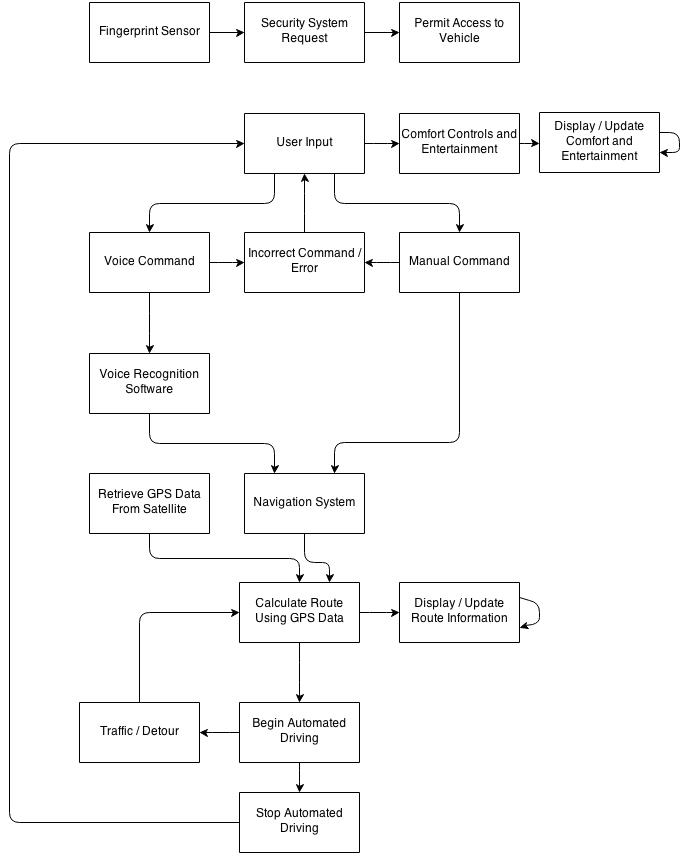 Fingerprint Sensor
Security System
Request
Permit Access to
Vehicle
User Input
Comfort Controls and
Entertainment
Display / Update
Comfort and
Entertainment
Voice Command
Incorrect Command /
Error
Manual Command
Voice Recognition
Software
Retrieve GPS Data
From Satellite
Navigation System
Calculate Route
Using GPS Data
Display / Update
Route Information
Traffic / Detour
Begin Automated
Driving
Stop Automated
Driving